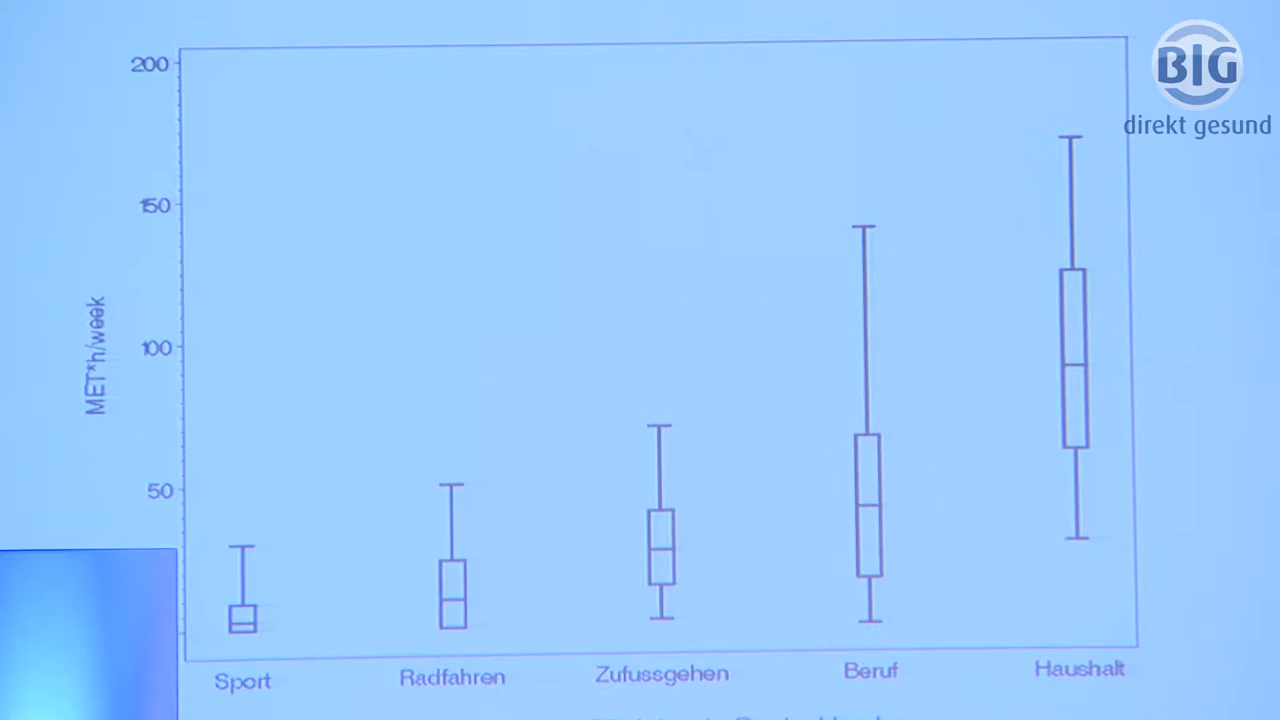 BIG
direkt gesund
200
150
100
50
MET*h/week
Sport Radfahren Zufussgehen Beruf Haushalt